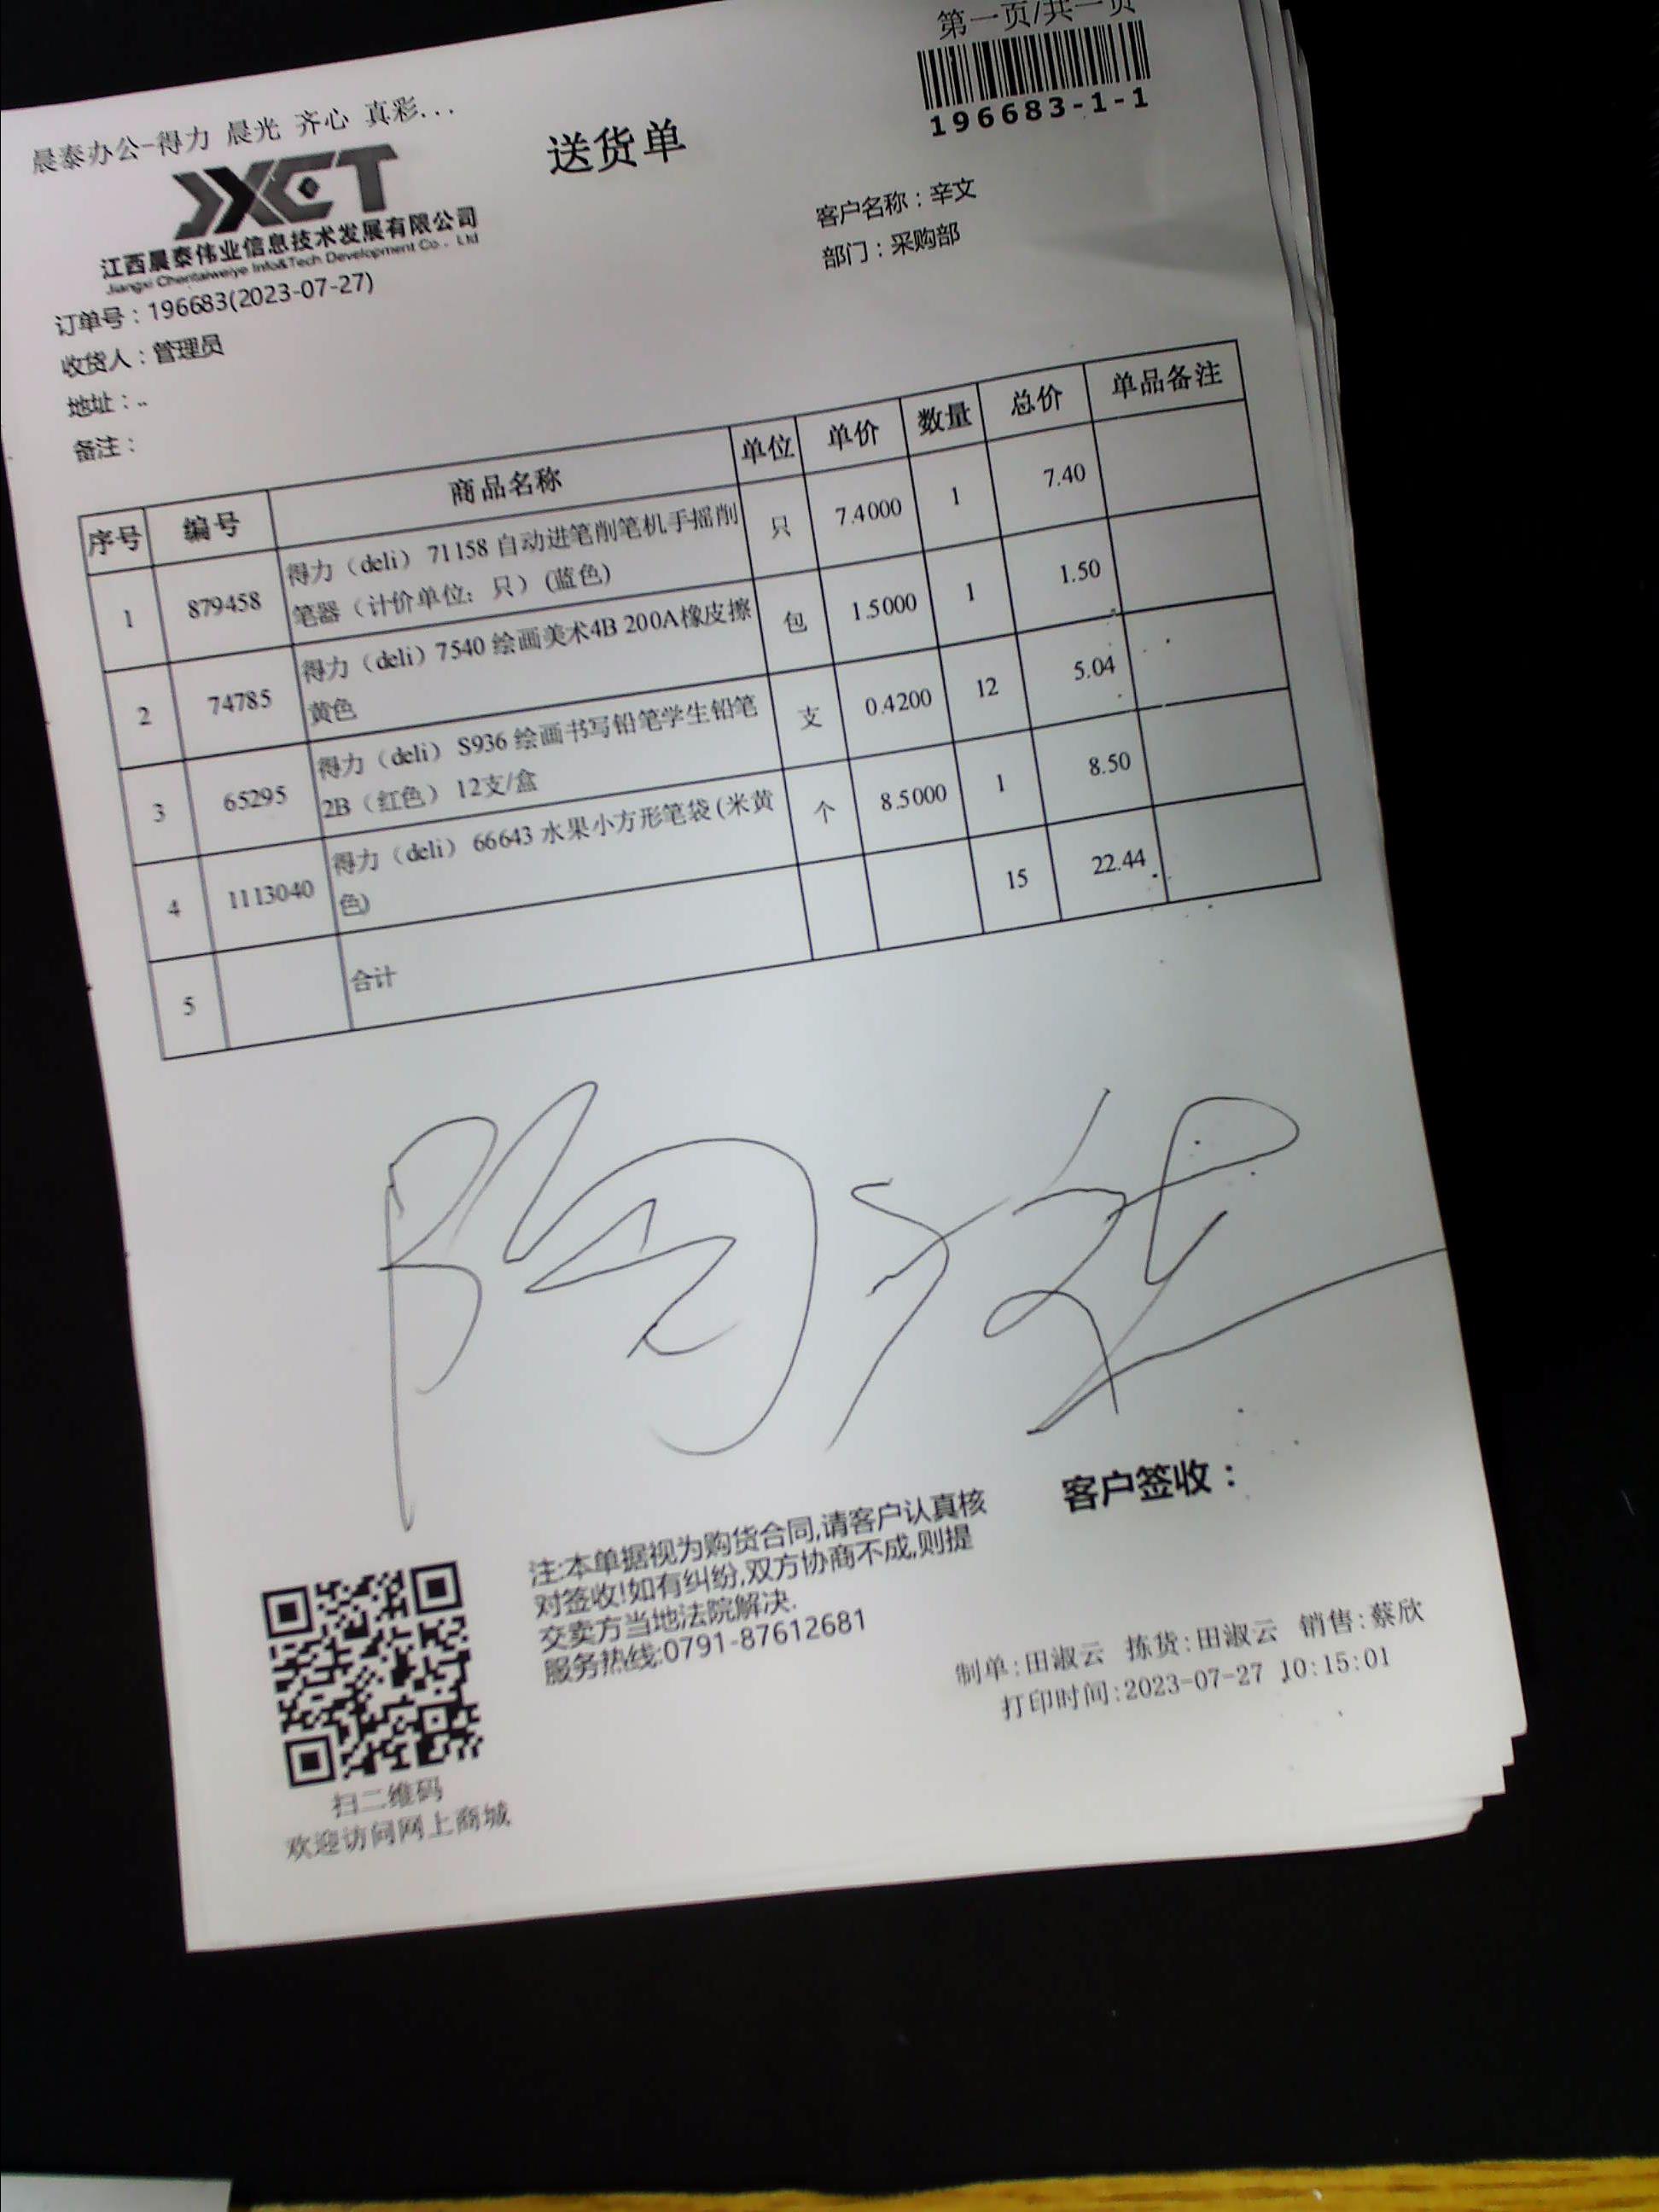 第一页/共一页
196683-1-1
晨泰办公-得力 晨光 齐心 真彩...
JXCT
送货单
江西晨泰伟业信息技术发展有限公司
Jiangxi Chentaiweiye Info&Tech Development Co., Ltd
客户名称：辛文
部门：采购部
订单号：196683(2023-07-27)
收货人：管理员
地址：..
备注：
序号 编号 商品名称 单位 单价 数量 总价 单品备注
1 879458 得力（deli） 71158 自动进笔削笔机手摇削 只 7.4000 1 7.40
笔器（计价单位：只）(蓝色)
2 74785 得力（deli）7540 绘画美术4B 200A橡皮擦 包 1.5000 1 1.50
黄色
3 65295 得力（deli） S936 绘画书写铅笔学生铅笔 支 0.4200 12 5.04
2B（红色） 12支/盒
4 1113040 得力（deli） 66643 水果小方形笔袋 (米黄 个 8.5000 1 8.50
色)
5 合计 15 22.44
客户签收：
注:本单据视为购货合同,请客户认真核
对签收!如有纠纷,双方协商不成,则提
交卖方当地法院解决.
服务热线:0791-87612681
制单:田淑云 拣货:田淑云 销售:蔡欣
打印时间:2023-07-27 10:15:01
扫二维码
欢迎访问网上商城